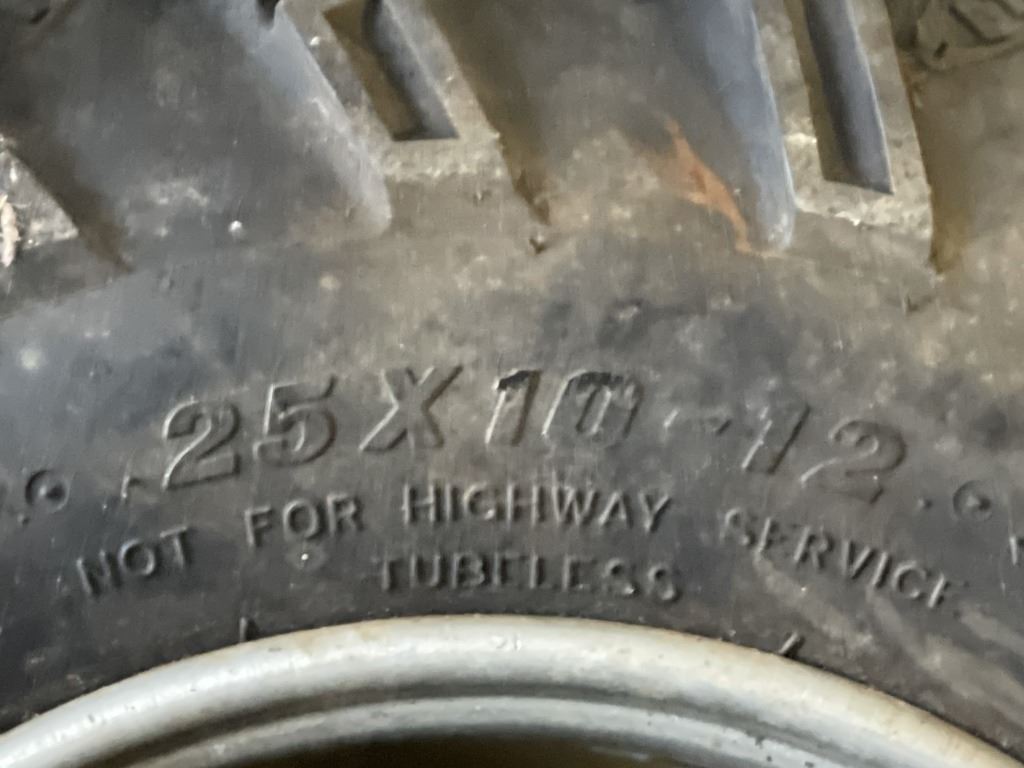 25X10-12
NOT FOR HIGHWAY SERVICE
TUBELESS